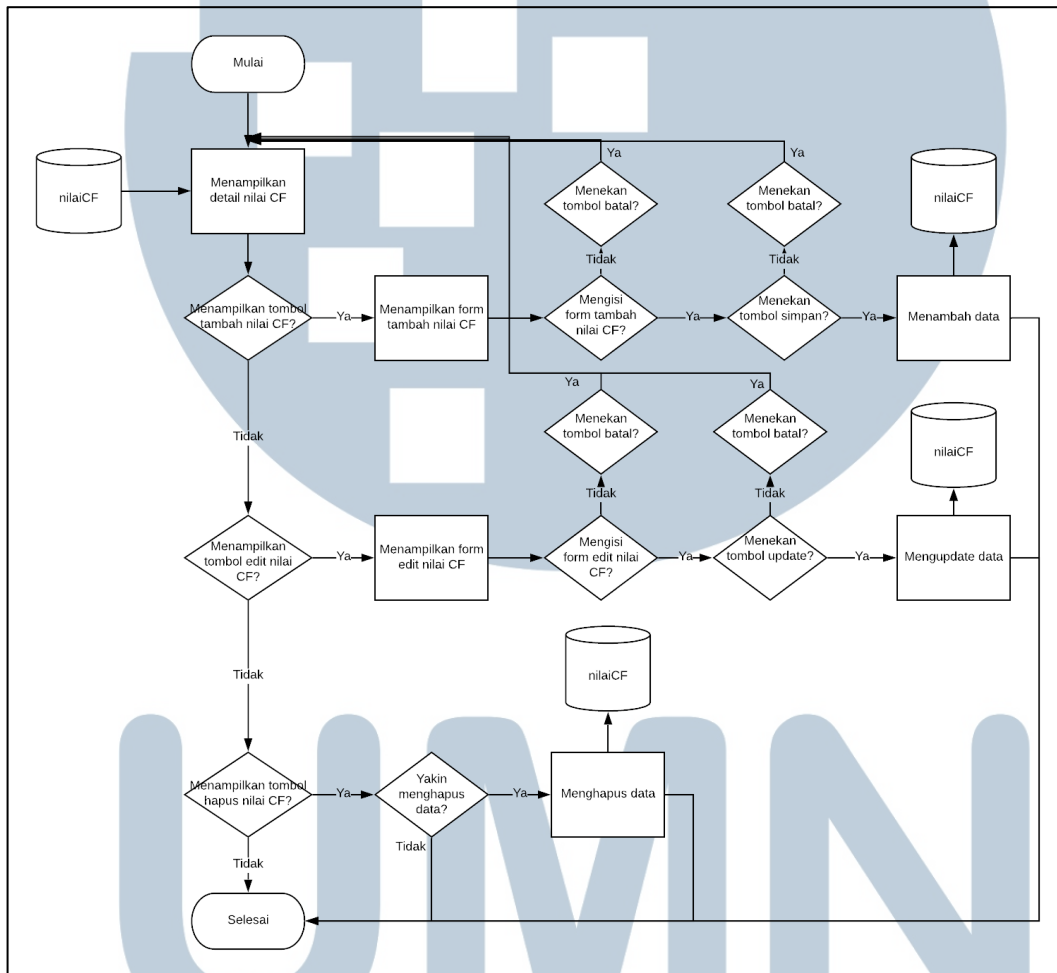 Mulai
nilaiCF
Menampilkan
detail nilai CF
Ya
Menekan
tombol batal?
Ya
Menekan
tombol batal?
nilaiCF
Tidak
Tidak
Menampilkan tombol
tambah nilai CF?
Ya
Menampilkan form
tambah nilai CF
Mengisi
form tambah
nilai CF?
Ya
Menekan
tombol simpan?
Ya
Menambah data
Tidak
Ya
Menekan
tombol batal?
Ya
Menekan
tombol batal?
nilaiCF
Tidak
Tidak
Menampilkan
tombol edit nilai
CF?
Ya
Menampilkan form
edit nilai CF
Mengisi
form edit nilai
CF?
Ya
Menekan
tombol update?
Ya
Mengupdate data
Tidak
nilaiCF
Menampilkan tombol
hapus nilai CF?
Ya
Yakin
menghapus
data?
Ya
Menghapus data
Tidak
Tidak
Selesai
UMN